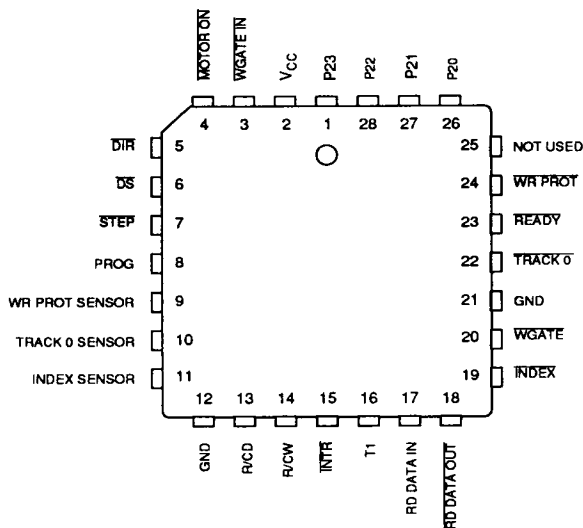 MOTOR ON
WGATE IN
VCC
P23
P22
P21
P20
4
3
2
1
28
27
26
DIR 5
DS 6
STEP 7
PROG 8
WR PROT SENSOR 9
TRACK 0 SENSOR 10
INDEX SENSOR 11
25 NOT USED
24 WR PROT
23 READY
22 TRACK 0
21 GND
20 WGATE
19 INDEX
12
13
14
15
16
17
18
GND
R/CD
R/CW
INTR
T1
RD DATA IN
RD DATA OUT